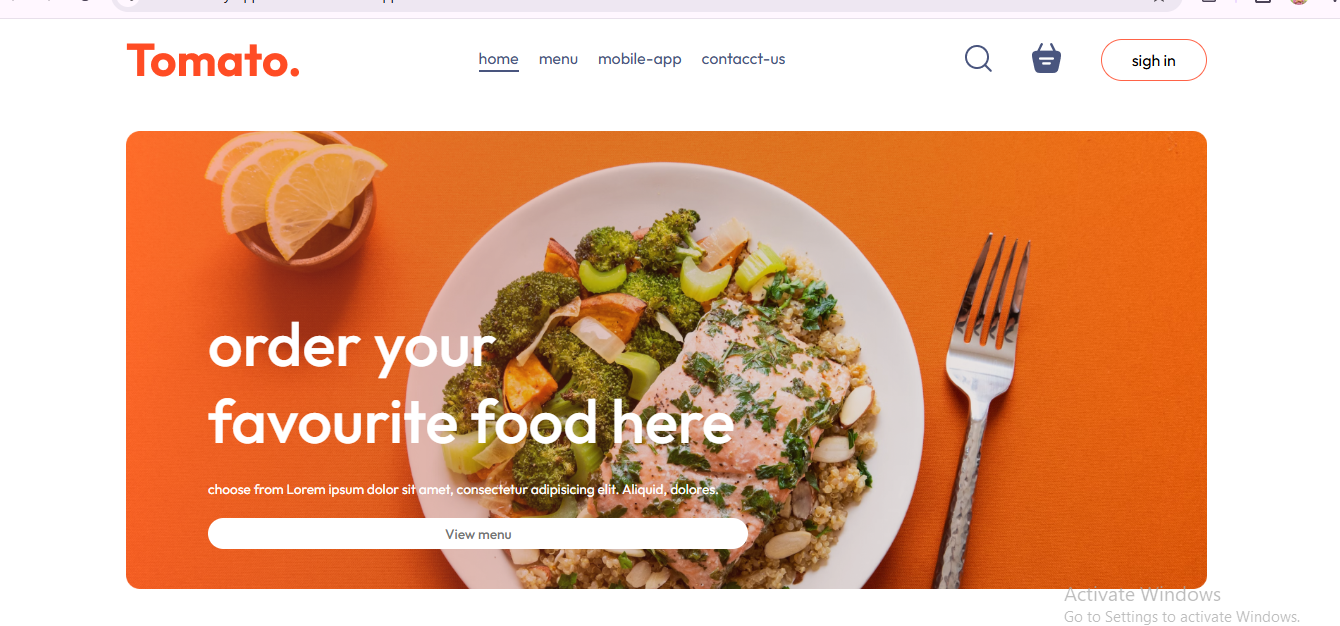 Tomato.
home menu mobile-app contacct-us
sigh in
order your
favourite food here
choose from Lorem ipsum dolor sit amet, consectetur adipisicing elit. Aliquid, dolores.
View menu
Activate Windows
Go to Settings to activate Windows.